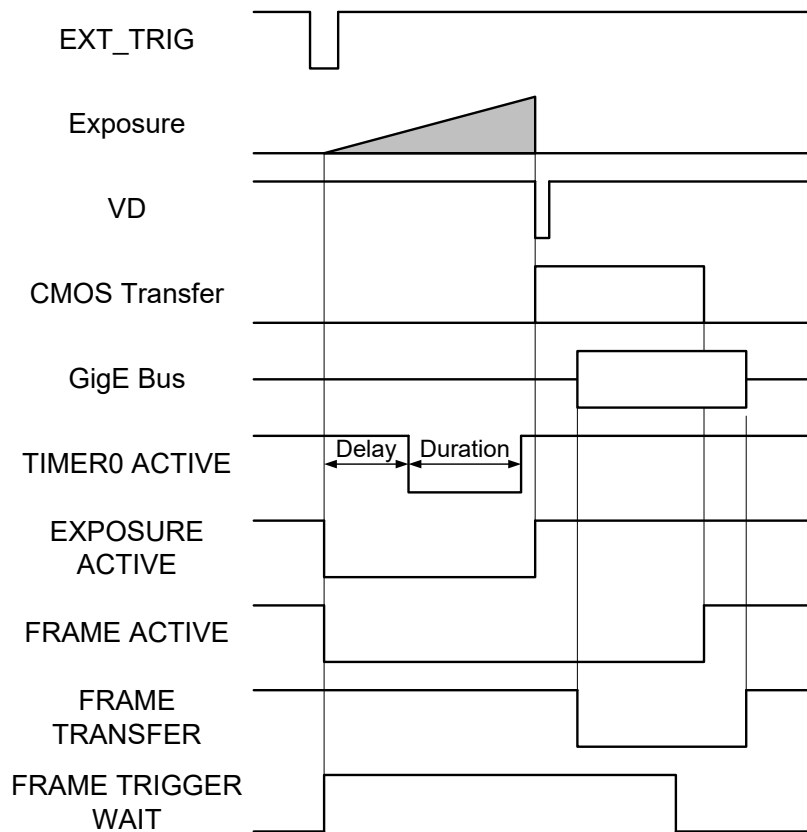 EXT_TRIG
Exposure
VD
CMOS Transfer
GigE Bus
TIMER0 ACTIVE
Delay
Duration
EXPOSURE
ACTIVE
FRAME ACTIVE
FRAME
TRANSFER
FRAME TRIGGER
WAIT